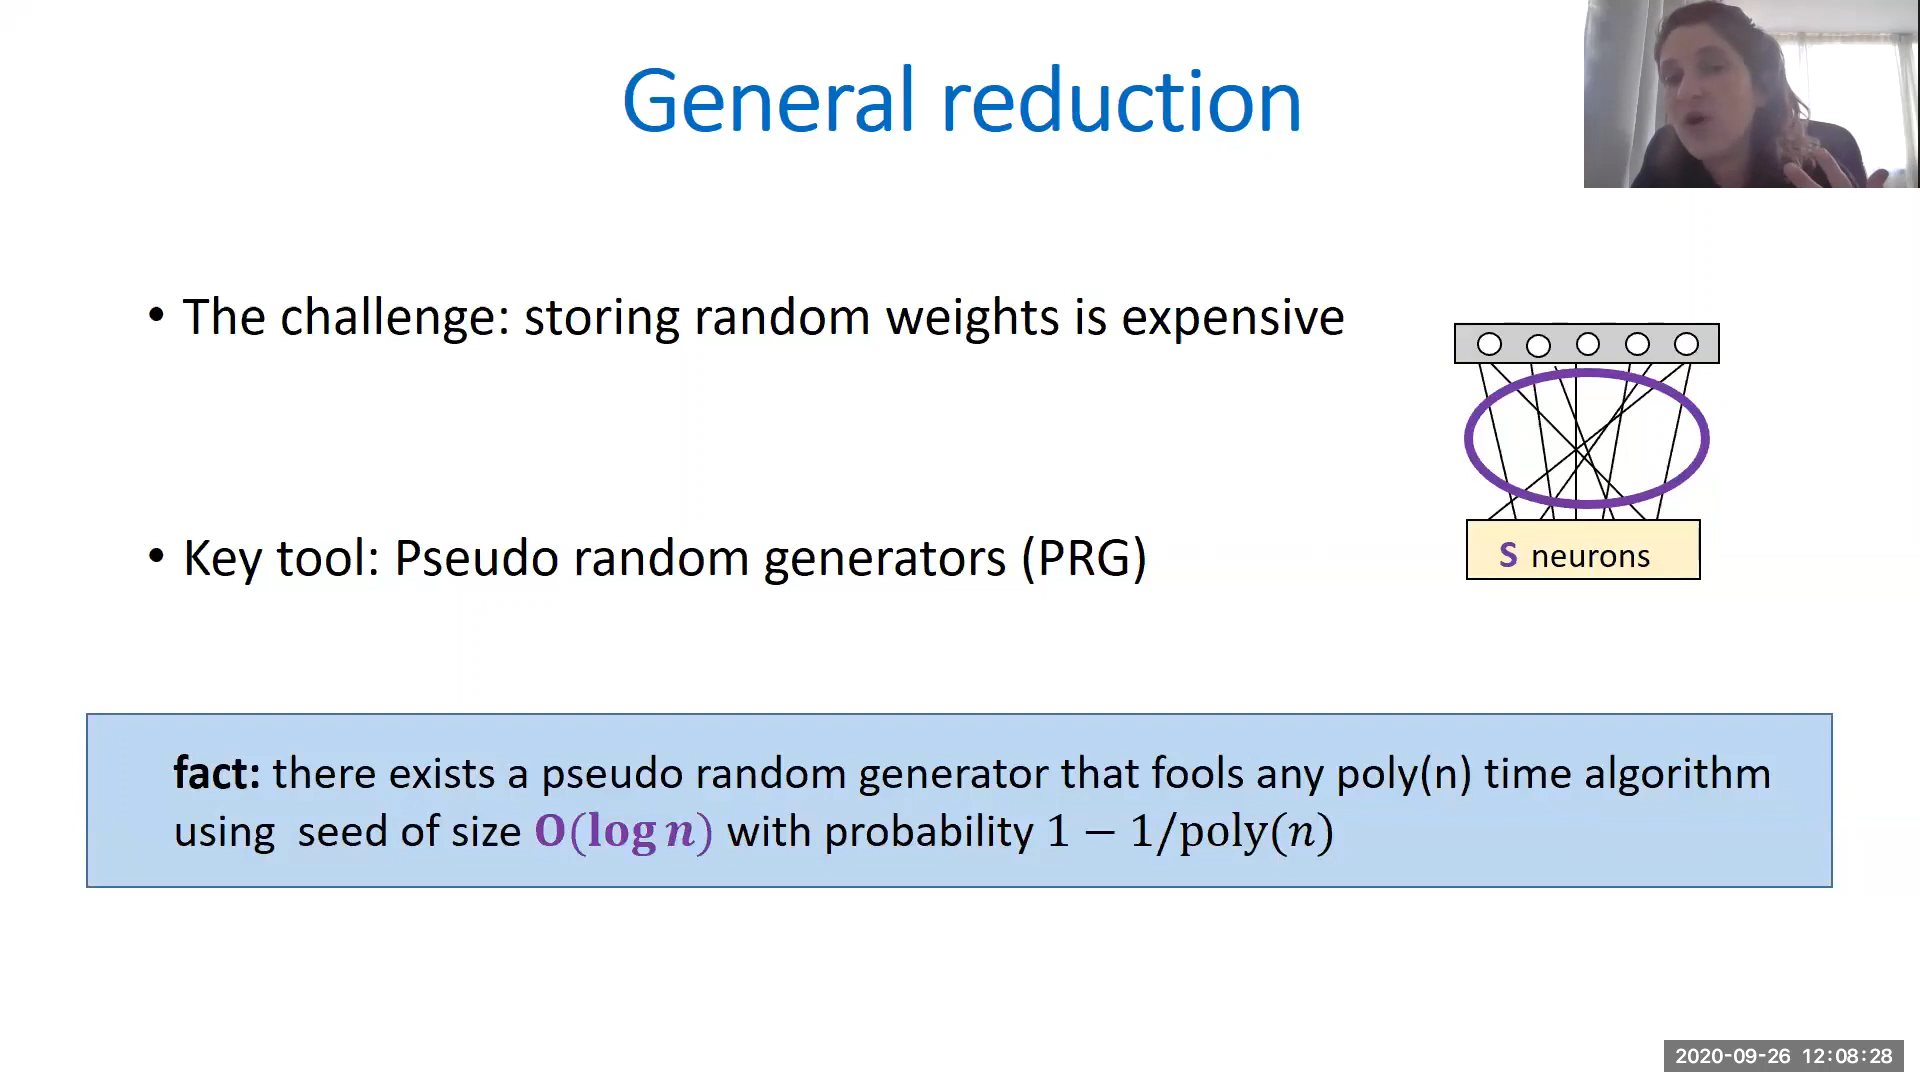 General reduction
• The challenge: storing random weights is expensive
• Key tool: Pseudo random generators (PRG)
S neurons
fact: there exists a pseudo random generator that fools any poly(n) time algorithm
using seed of size O(log n) with probability 1 − 1/poly(n)
2020-09-26 12:08:28